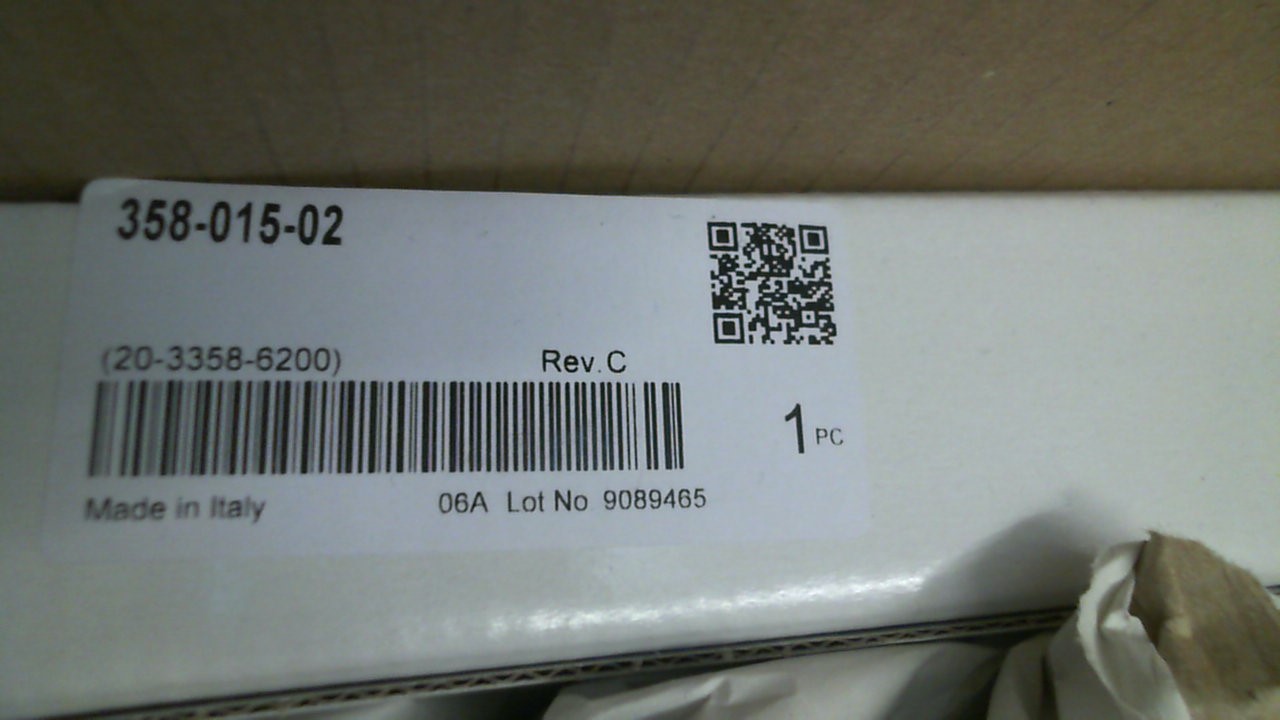 358-015-02
(20-3358-6200) Rev. C
1 PC
Made in Italy 06A Lot No 9089465